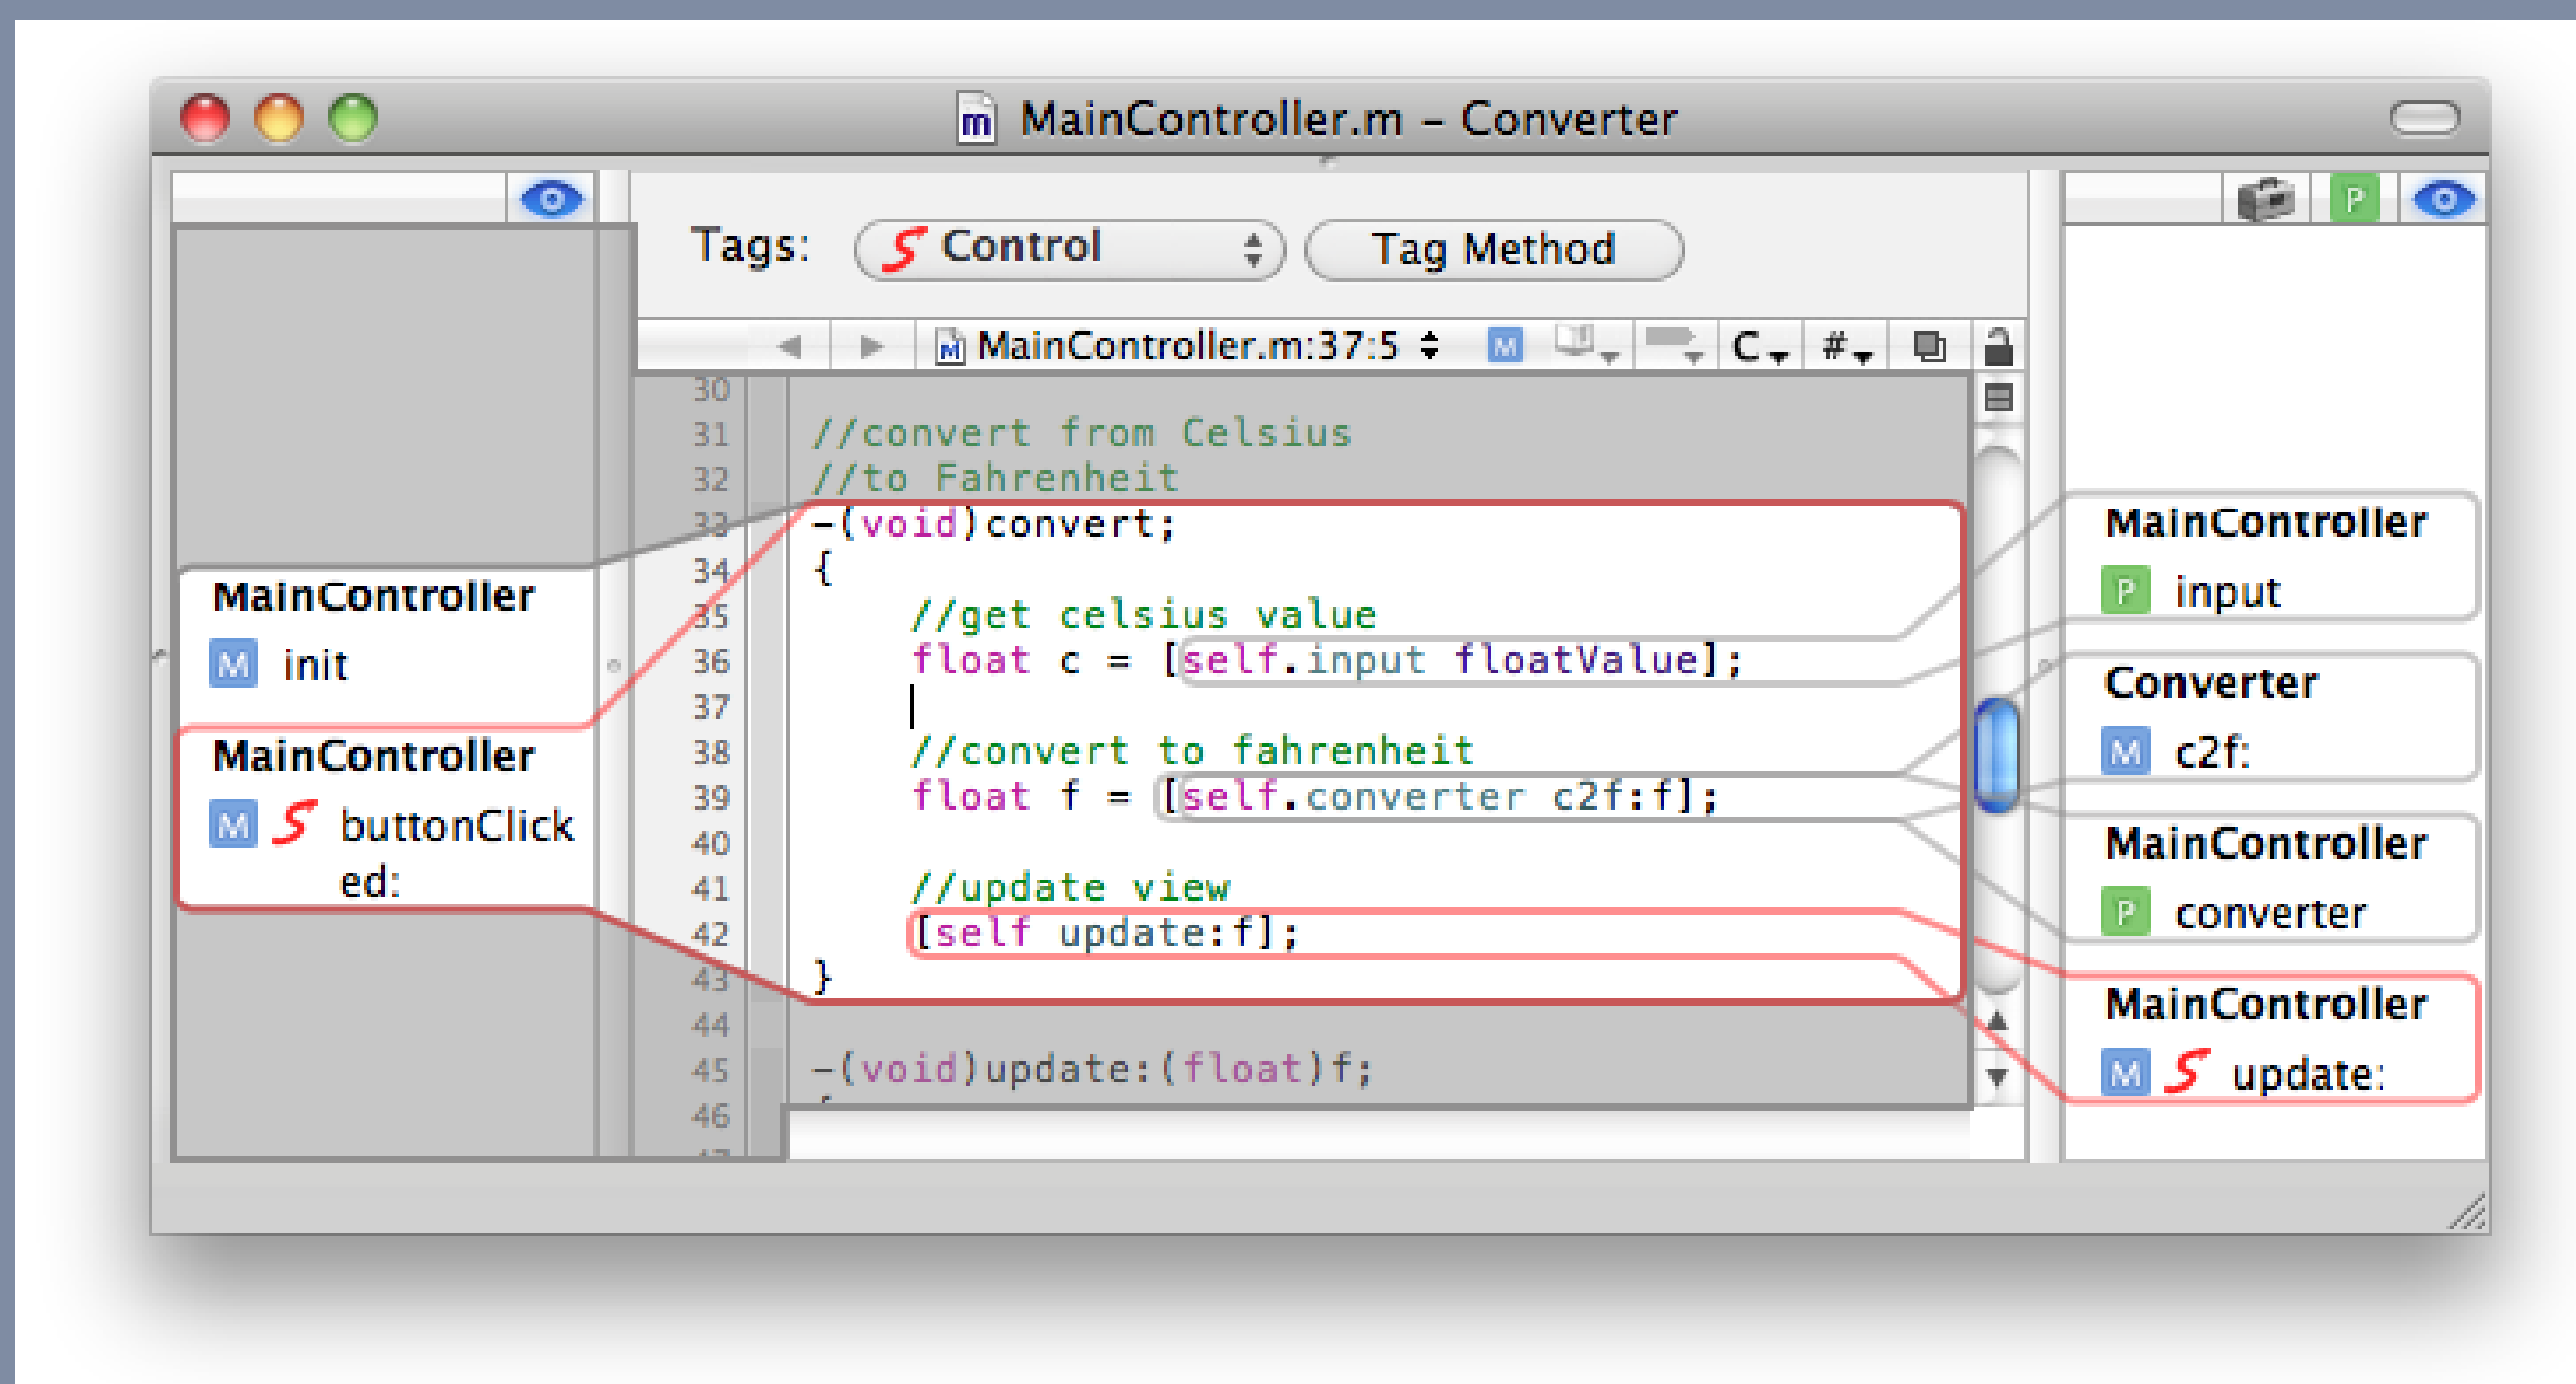 MainController.m – Converter
Tags: S Control Tag Method
P
MainController.m:37:5 M C #
MainController
M init
MainController
M S buttonClick
ed:
30
31 //convert from Celsius
32 //to Fahrenheit
33 -(void)convert;
34 {
35 //get celsius value
36 float c = [self.input floatValue];
37
38 //convert to fahrenheit
39 float f = [self.converter c2f:f];
40
41 //update view
42 [self update:f];
43 }
44
45 -(void)update:(float)f;
46
MainController
P input
Converter
M c2f:
MainController
P converter
MainController
M S update: